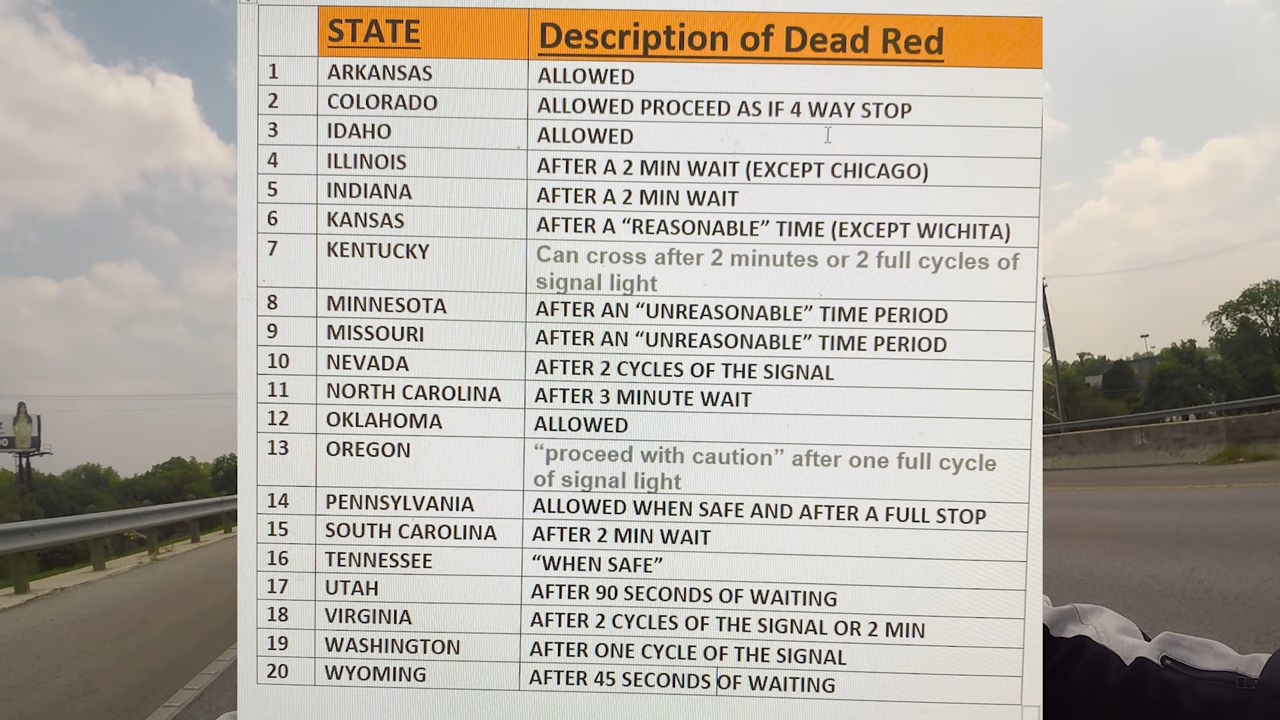 STATE Description of Dead Red
1 ARKANSAS ALLOWED
2 COLORADO ALLOWED PROCEED AS IF 4 WAY STOP
3 IDAHO ALLOWED
4 ILLINOIS AFTER A 2 MIN WAIT (EXCEPT CHICAGO)
5 INDIANA AFTER A 2 MIN WAIT
6 KANSAS AFTER A “REASONABLE” TIME (EXCEPT WICHITA)
7 KENTUCKY Can cross after 2 minutes or 2 full cycles of
signal light
8 MINNESOTA AFTER AN “UNREASONABLE” TIME PERIOD
9 MISSOURI AFTER AN “UNREASONABLE” TIME PERIOD
10 NEVADA AFTER 2 CYCLES OF THE SIGNAL
11 NORTH CAROLINA AFTER 3 MINUTE WAIT
12 OKLAHOMA ALLOWED
13 OREGON “proceed with caution” after one full cycle
of signal light
14 PENNSYLVANIA ALLOWED WHEN SAFE AND AFTER A FULL STOP
15 SOUTH CAROLINA AFTER 2 MIN WAIT
16 TENNESSEE “WHEN SAFE”
17 UTAH AFTER 90 SECONDS OF WAITING
18 VIRGINIA AFTER 2 CYCLES OF THE SIGNAL OR 2 MIN
19 WASHINGTON AFTER ONE CYCLE OF THE SIGNAL
20 WYOMING AFTER 45 SECONDS OF WAITING